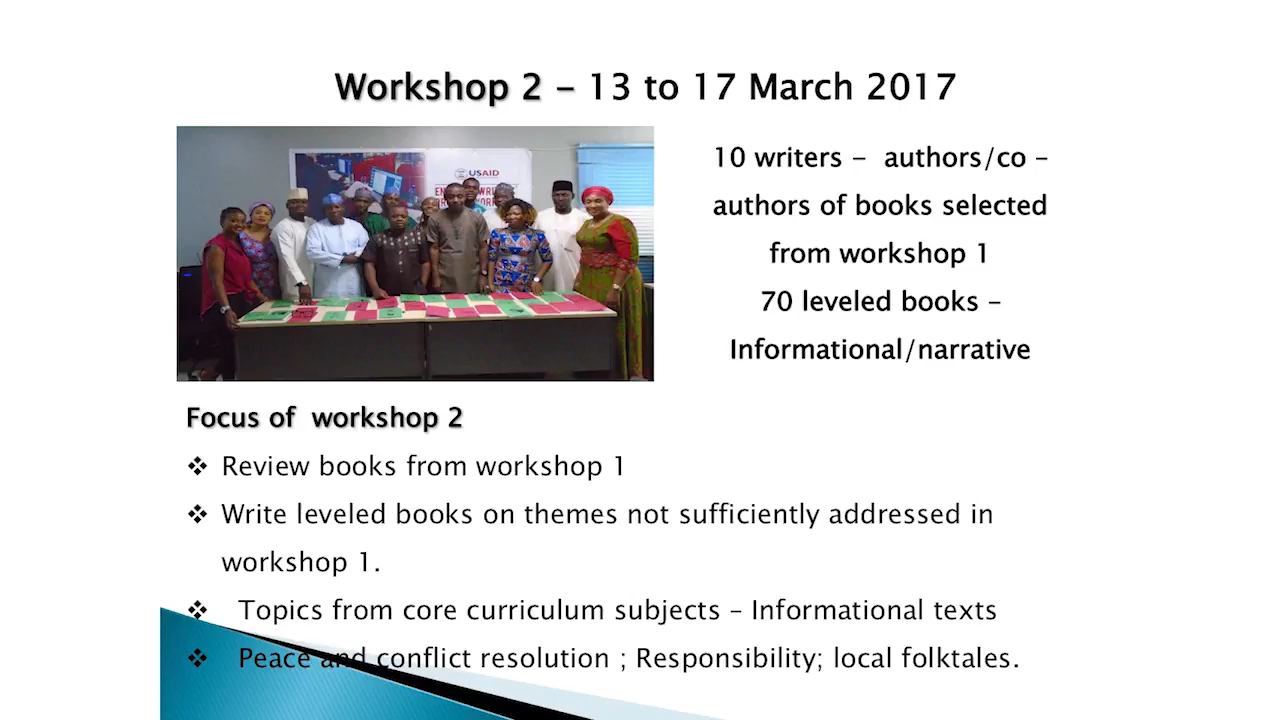 Workshop 2 – 13 to 17 March 2017
USAID
10 writers – authors/co –
authors of books selected
from workshop 1
70 leveled books –
Informational/narrative
Focus of workshop 2
❖ Review books from workshop 1
❖ Write leveled books on themes not sufficiently addressed in
workshop 1.
❖ Topics from core curriculum subjects – Informational texts
❖ Peace and conflict resolution ; Responsibility; local folktales.